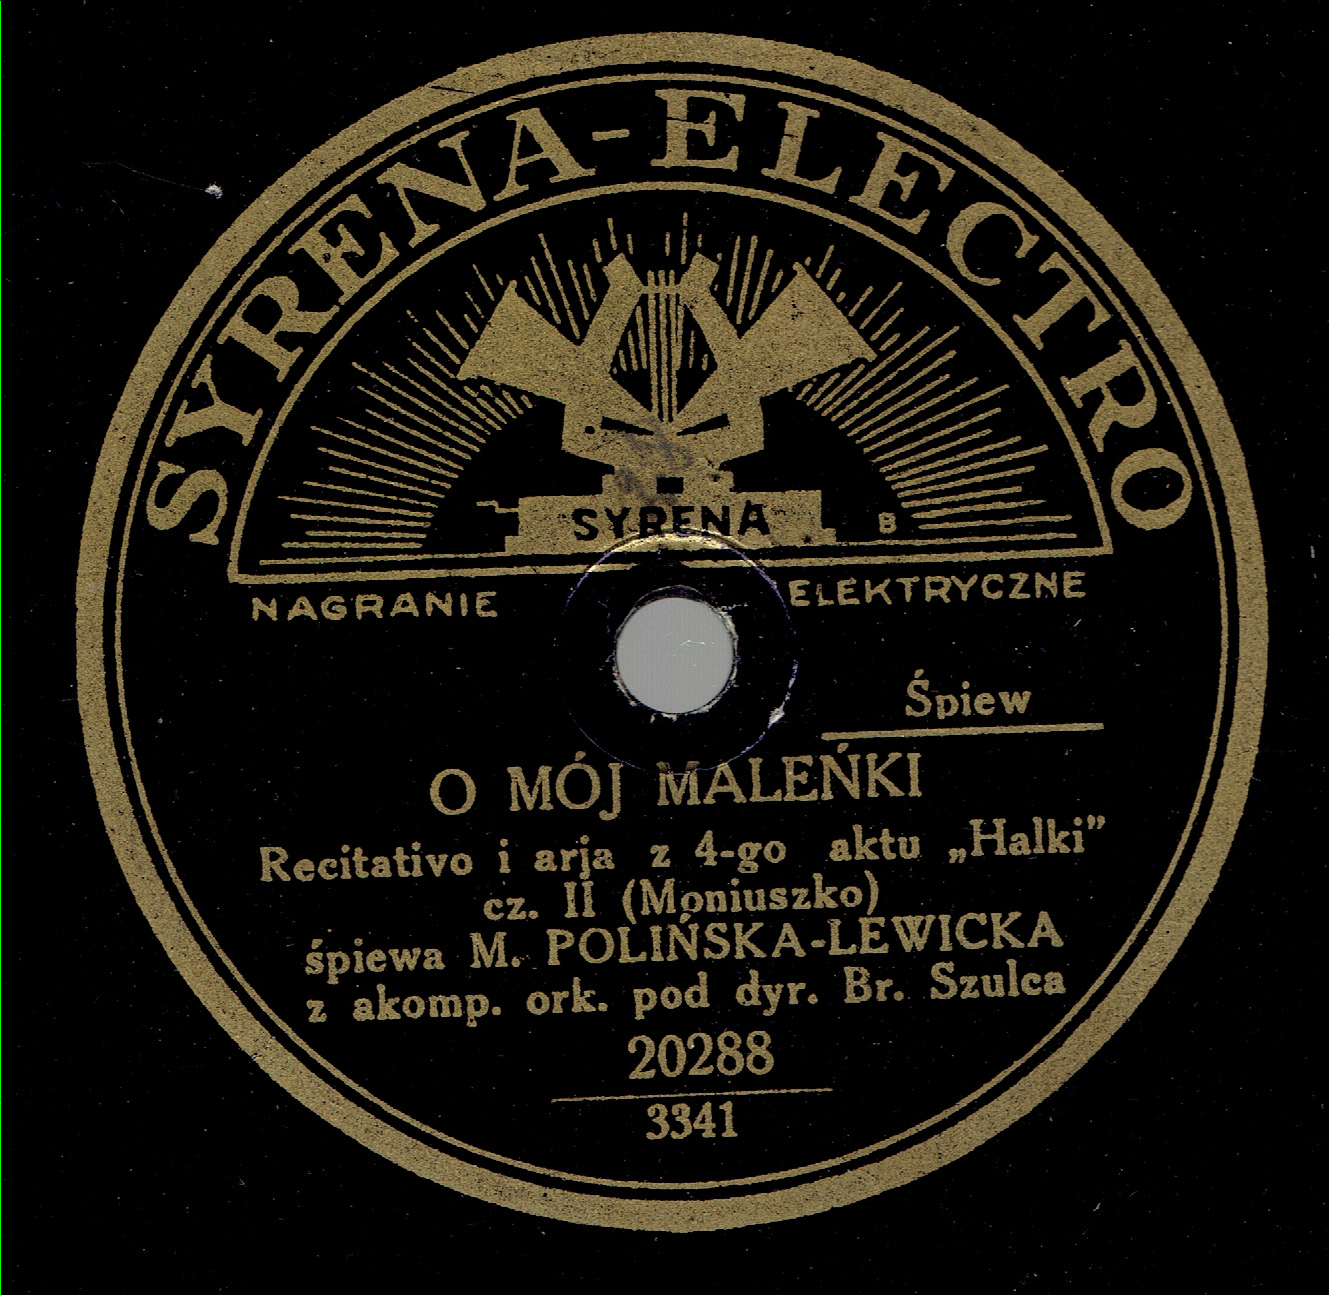 SYRENA-ELECTRO
SYRENA
B
NAGRANIE ELEKTRYCZNE
Śpiew
O MÓJ MALEŃKI
Recitativo i arja z 4-go aktu „Halki”
cz. II (Moniuszko)
śpiewa M. POLIŃSKA-LEWICKA
z akomp. ork. pod dyr. Br. Szulca
20288
3341